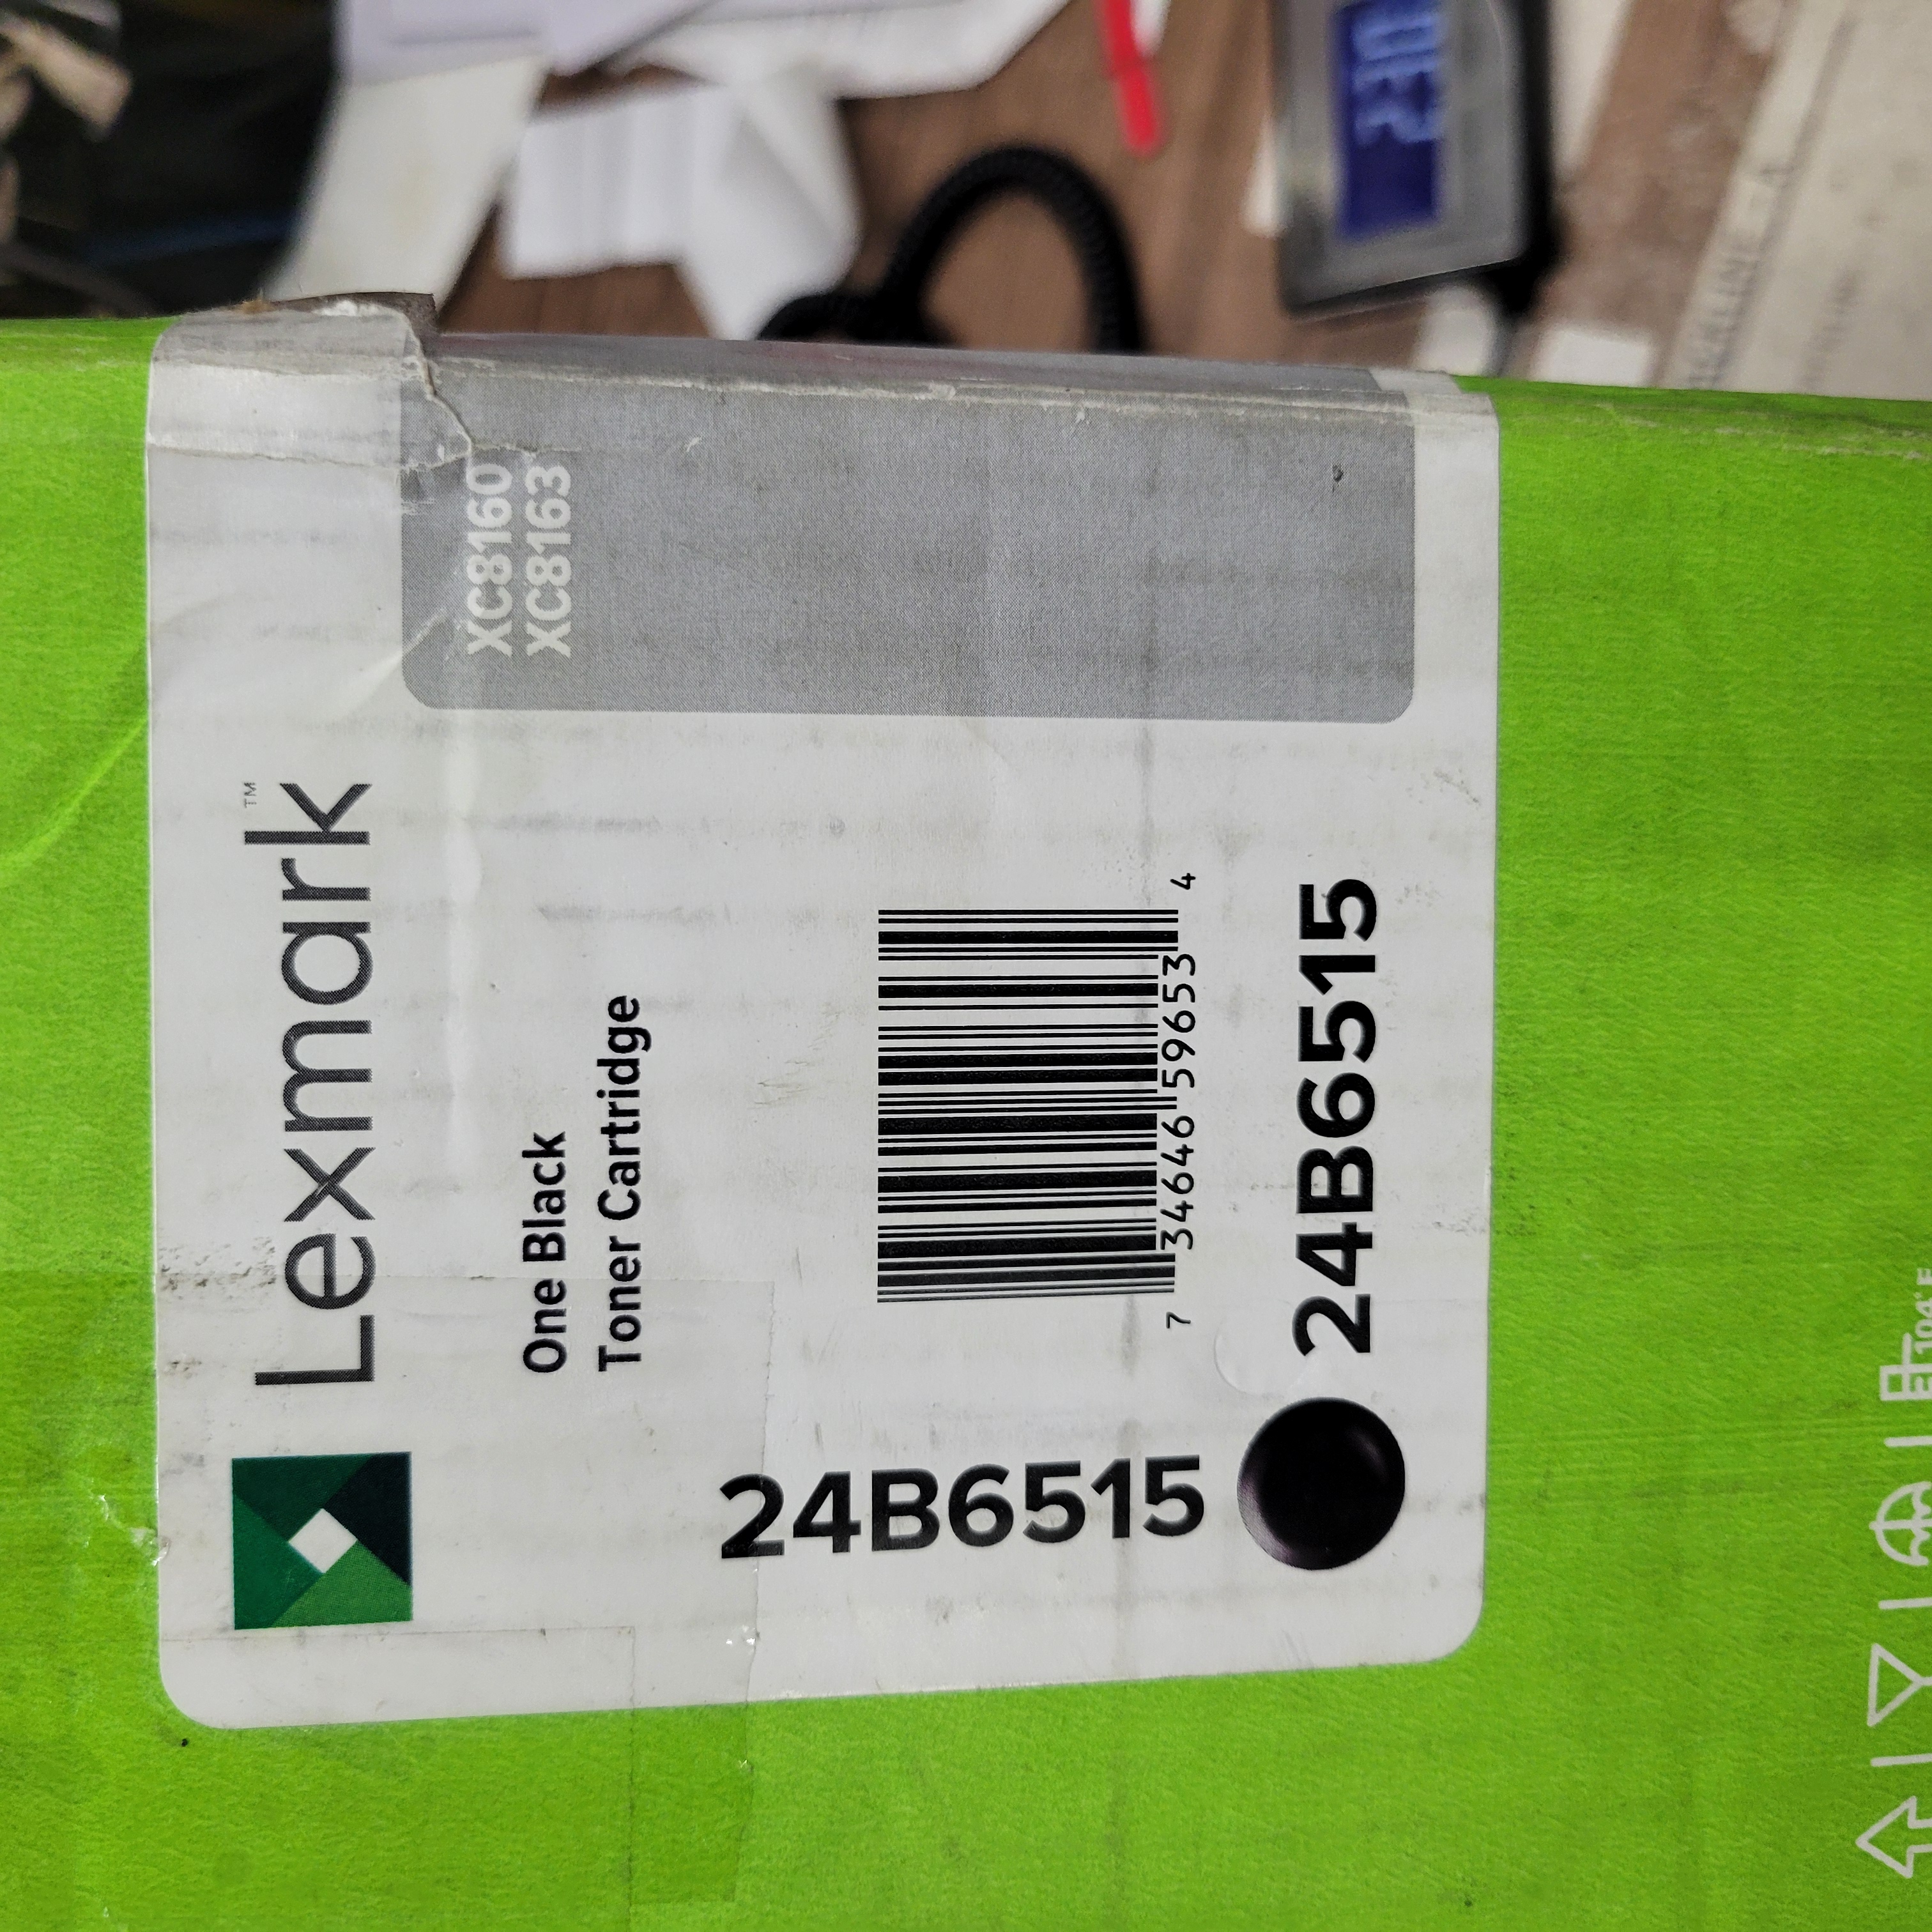 Lexmark™
XC8160
XC8163
One Black
Toner Cartridge
24B6515
7 34646 59653 4
24B6515